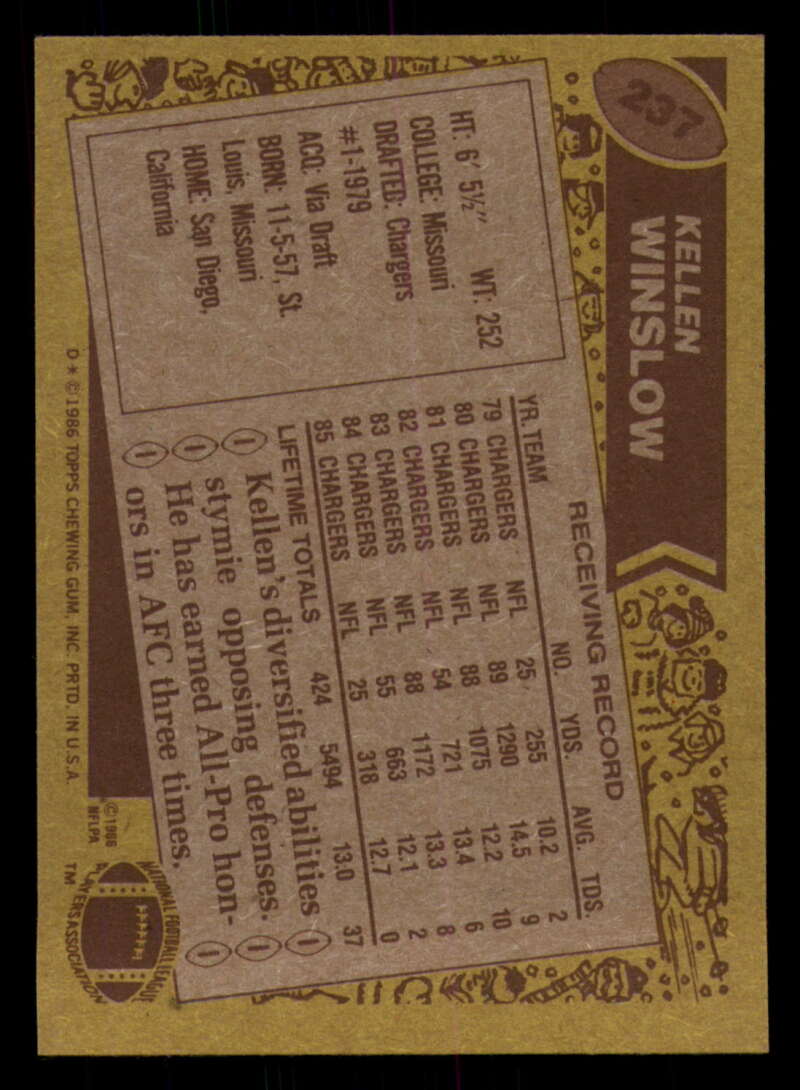 237
KELLEN
WINSLOW
HT: 6' 5½" WT: 252
COLLEGE: Missouri
DRAFTED: Chargers
#1-1979
ACQ: Via Draft
BORN: 11-5-57, St.
Louis, Missouri
HOME: San Diego,
California
RECEIVING RECORD
YR. TEAM NO. YDS. AVG. TDS.
79 CHARGERS NFL 25 255 10.2 2
80 CHARGERS NFL 89 1290 14.5 9
81 CHARGERS NFL 88 1075 12.2 10
82 CHARGERS NFL 54 721 13.4 6
83 CHARGERS NFL 88 1172 13.3 8
84 CHARGERS NFL 55 663 12.1 2
85 CHARGERS NFL 25 318 12.7 0
LIFETIME TOTALS 424 5494 13.0 37
Kellen's diversified abilities
stymie opposing defenses.
He has earned All-Pro hon-
ors in AFC three times.
D* © 1986 TOPPS CHEWING GUM, INC. PRTD. IN U.S.A.
© 1986
NFLPA
NATIONAL FOOTBALL LEAGUE
PLAYERS ASSOCIATION
TM